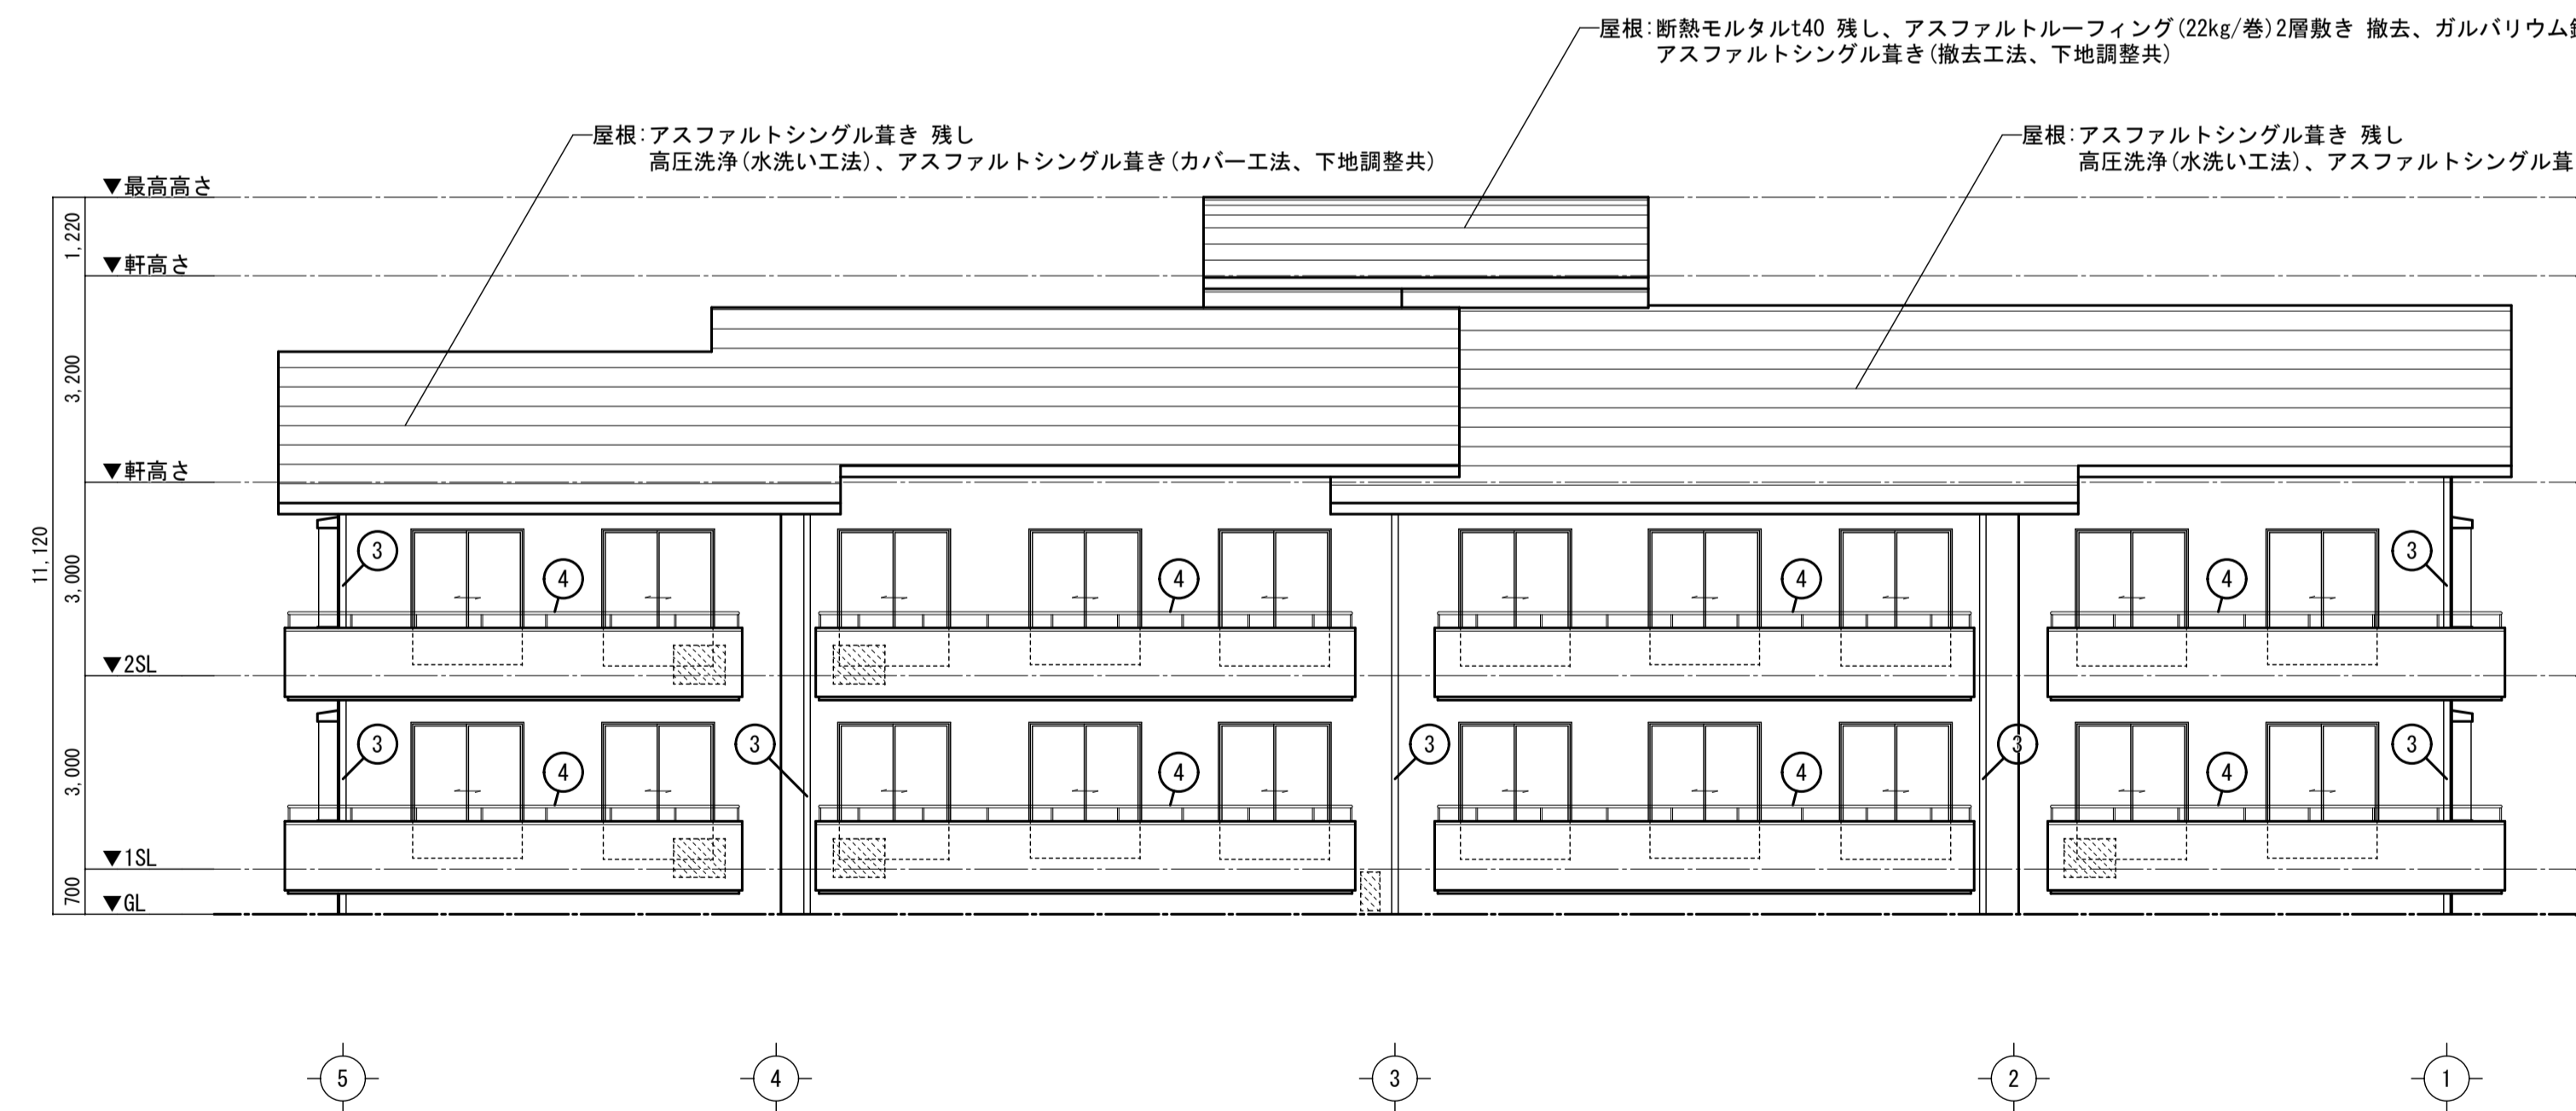 屋根:断熱モルタルt40 残し、アスファルトルーフィング(22kg/巻)2層敷き 撤去、ガルバリウム
アスファルトシングル葺き(撤去工法、下地調整共)
屋根:アスファルトシングル葺き 残し
高圧洗浄(水洗い工法)、アスファルトシングル葺き(カバー工法、下地調整共)
屋根:アスファルトシングル葺き 残し
高圧洗浄(水洗い工法)、アスファルトシングル葺
▼最高高さ
1,220
▼軒高さ
3,200
▼軒高さ
11,120
3,000
▼2SL
3,000
▼1SL
700
▼GL
3 4 4 4 4 3
3 4 3 4 3 4 3 4 3
5 4 3 2 1